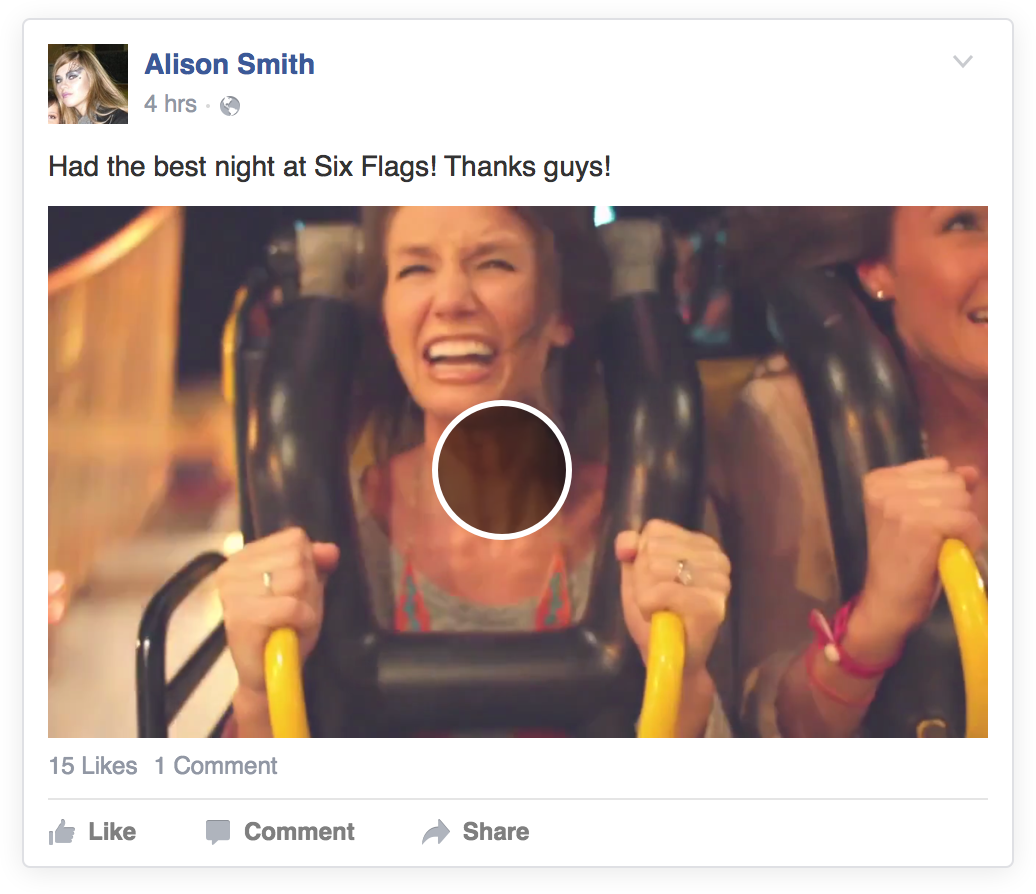 Alison Smith
4 hrs ·
Had the best night at Six Flags! Thanks guys!
15 Likes 1 Comment
Like Comment Share